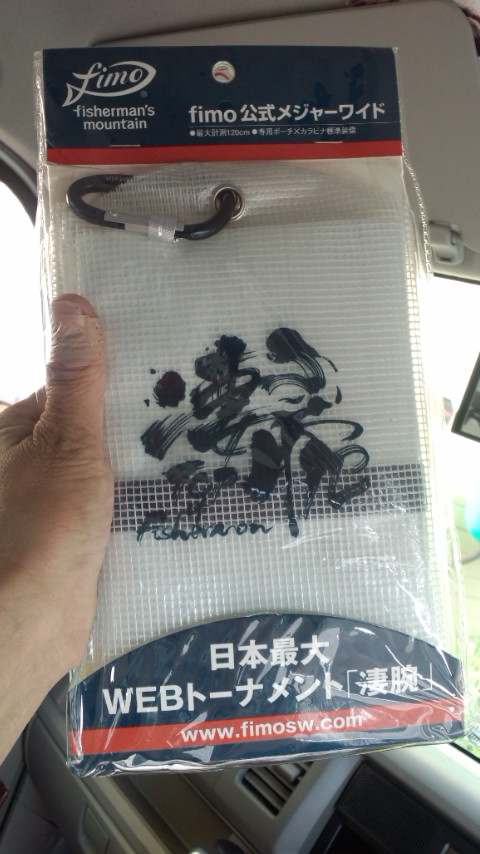 fimo
®
fisherman's
mountain
fimo 公式メジャーワイド
●最大計測120cm ●専用ポーチ×カラビナ標準装備
凄腕
Fisheraʼon
日本最大
WEBトーナメント「凄腕」
www.fimosw.com